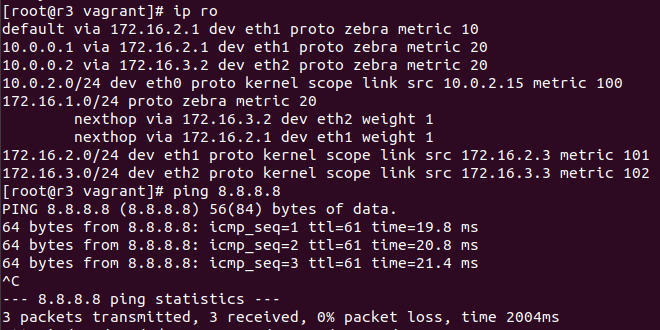 [root@r3 vagrant]# ip ro
default via 172.16.2.1 dev eth1 proto zebra metric 10
10.0.0.1 via 172.16.2.1 dev eth1 proto zebra metric 20
10.0.0.2 via 172.16.3.2 dev eth2 proto zebra metric 20
10.0.2.0/24 dev eth0 proto kernel scope link src 10.0.2.15 metric 100
172.16.1.0/24 proto zebra metric 20
        nexthop via 172.16.3.2 dev eth2 weight 1
        nexthop via 172.16.2.1 dev eth1 weight 1
172.16.2.0/24 dev eth1 proto kernel scope link src 172.16.2.3 metric 101
172.16.3.0/24 dev eth2 proto kernel scope link src 172.16.3.3 metric 102
[root@r3 vagrant]# ping 8.8.8.8
PING 8.8.8.8 (8.8.8.8) 56(84) bytes of data.
64 bytes from 8.8.8.8: icmp_seq=1 ttl=61 time=19.8 ms
64 bytes from 8.8.8.8: icmp_seq=2 ttl=61 time=20.8 ms
64 bytes from 8.8.8.8: icmp_seq=3 ttl=61 time=21.4 ms
^C
--- 8.8.8.8 ping statistics ---
3 packets transmitted, 3 received, 0% packet loss, time 2004ms